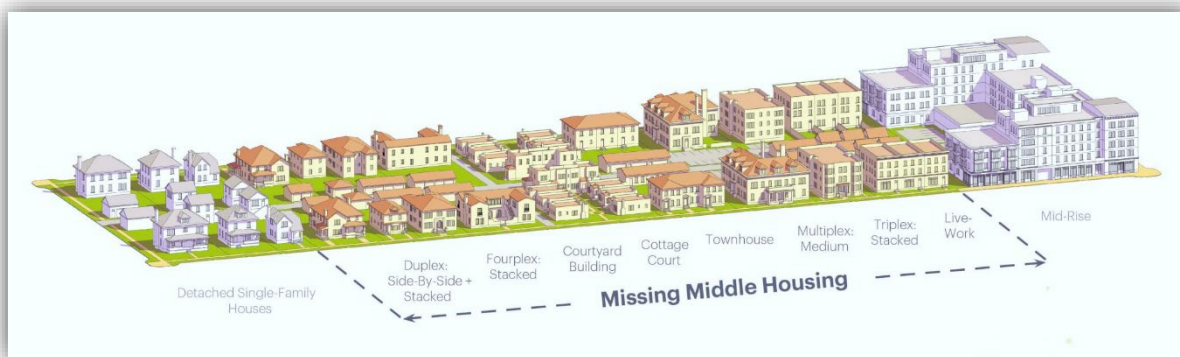 Detached Single-Family
Houses
Duplex:
Side-By-Side +
Stacked
Fourplex:
Stacked
Courtyard
Building
Cottage
Court
Townhouse
Multiplex:
Medium
Triplex:
Stacked
Live-
Work
Mid-Rise
Missing Middle Housing